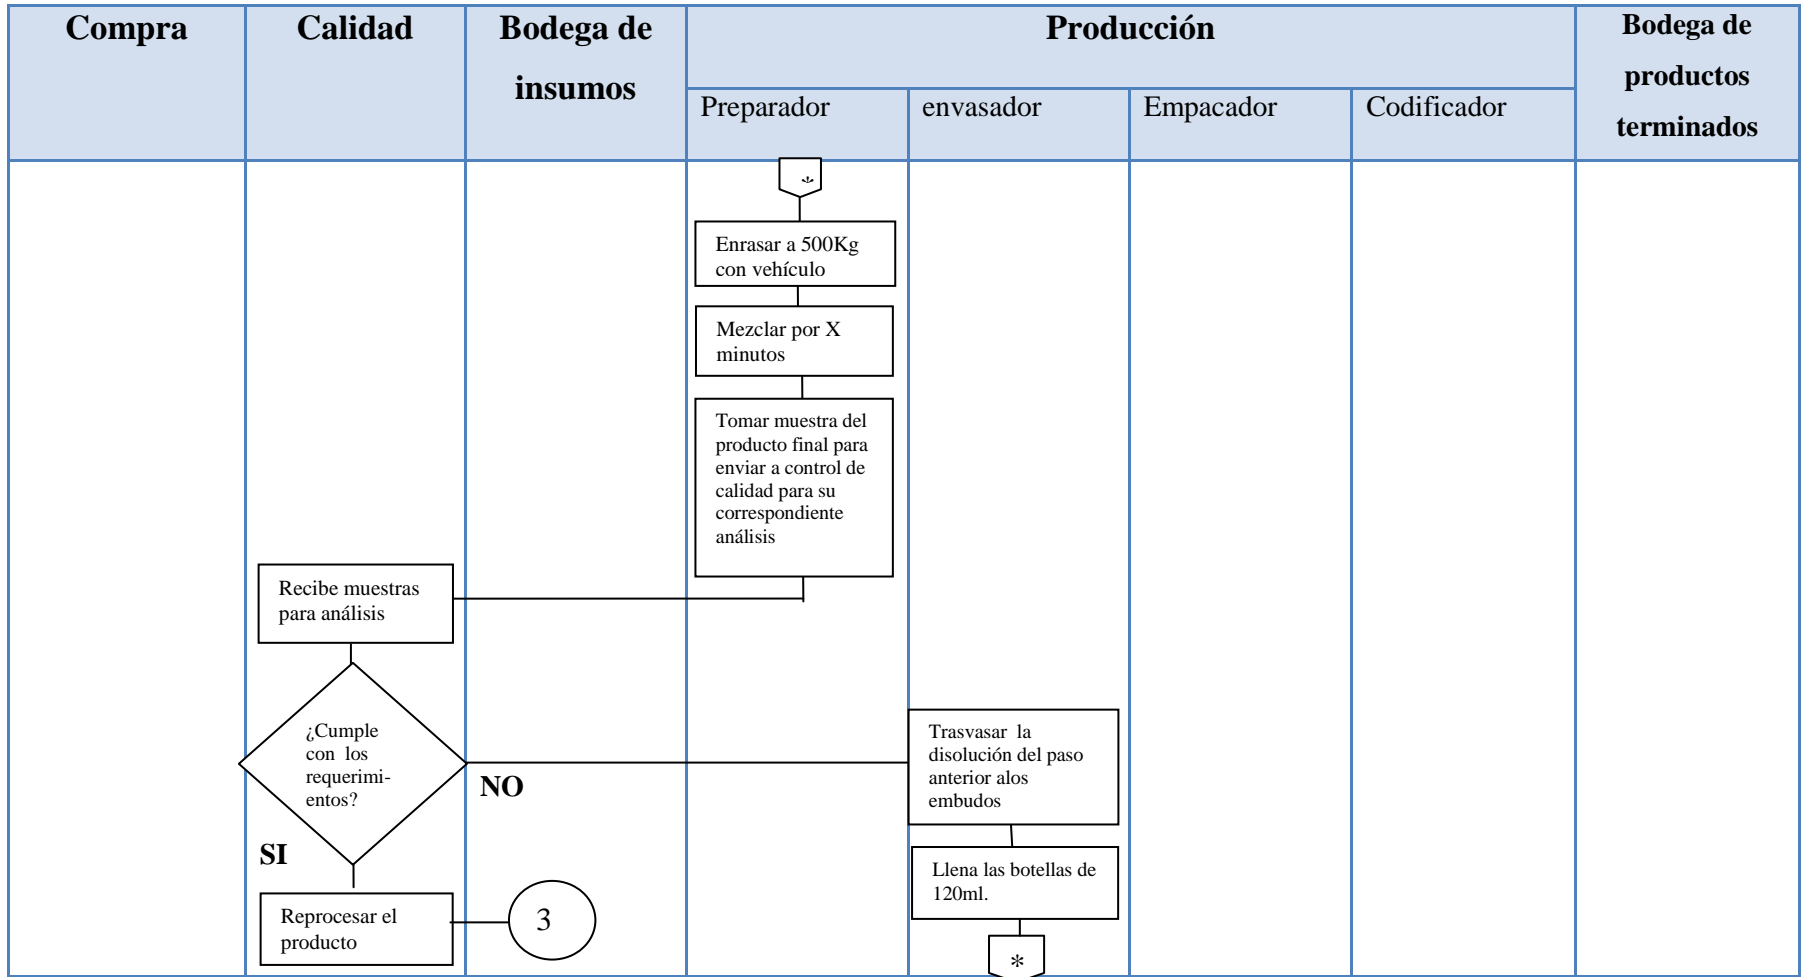 Compra
Calidad
Bodega de
insumos
Producción
Bodega de
productos
terminados
Preparador
envasador
Empacador
Codificador
*
Enrasar a 500Kg
con vehículo
Mezclar por X
minutos
Tomar muestra del
producto final para
enviar a control de
calidad para su
correspondiente
análisis
Recibe muestras
para análisis
¿Cumple
con los
requerimi-
entos?
NO
SI
Trasvasar la
disolución del paso
anterior alos
embudos
Llena las botellas de
120ml.
Reprocesar el
producto
3
*